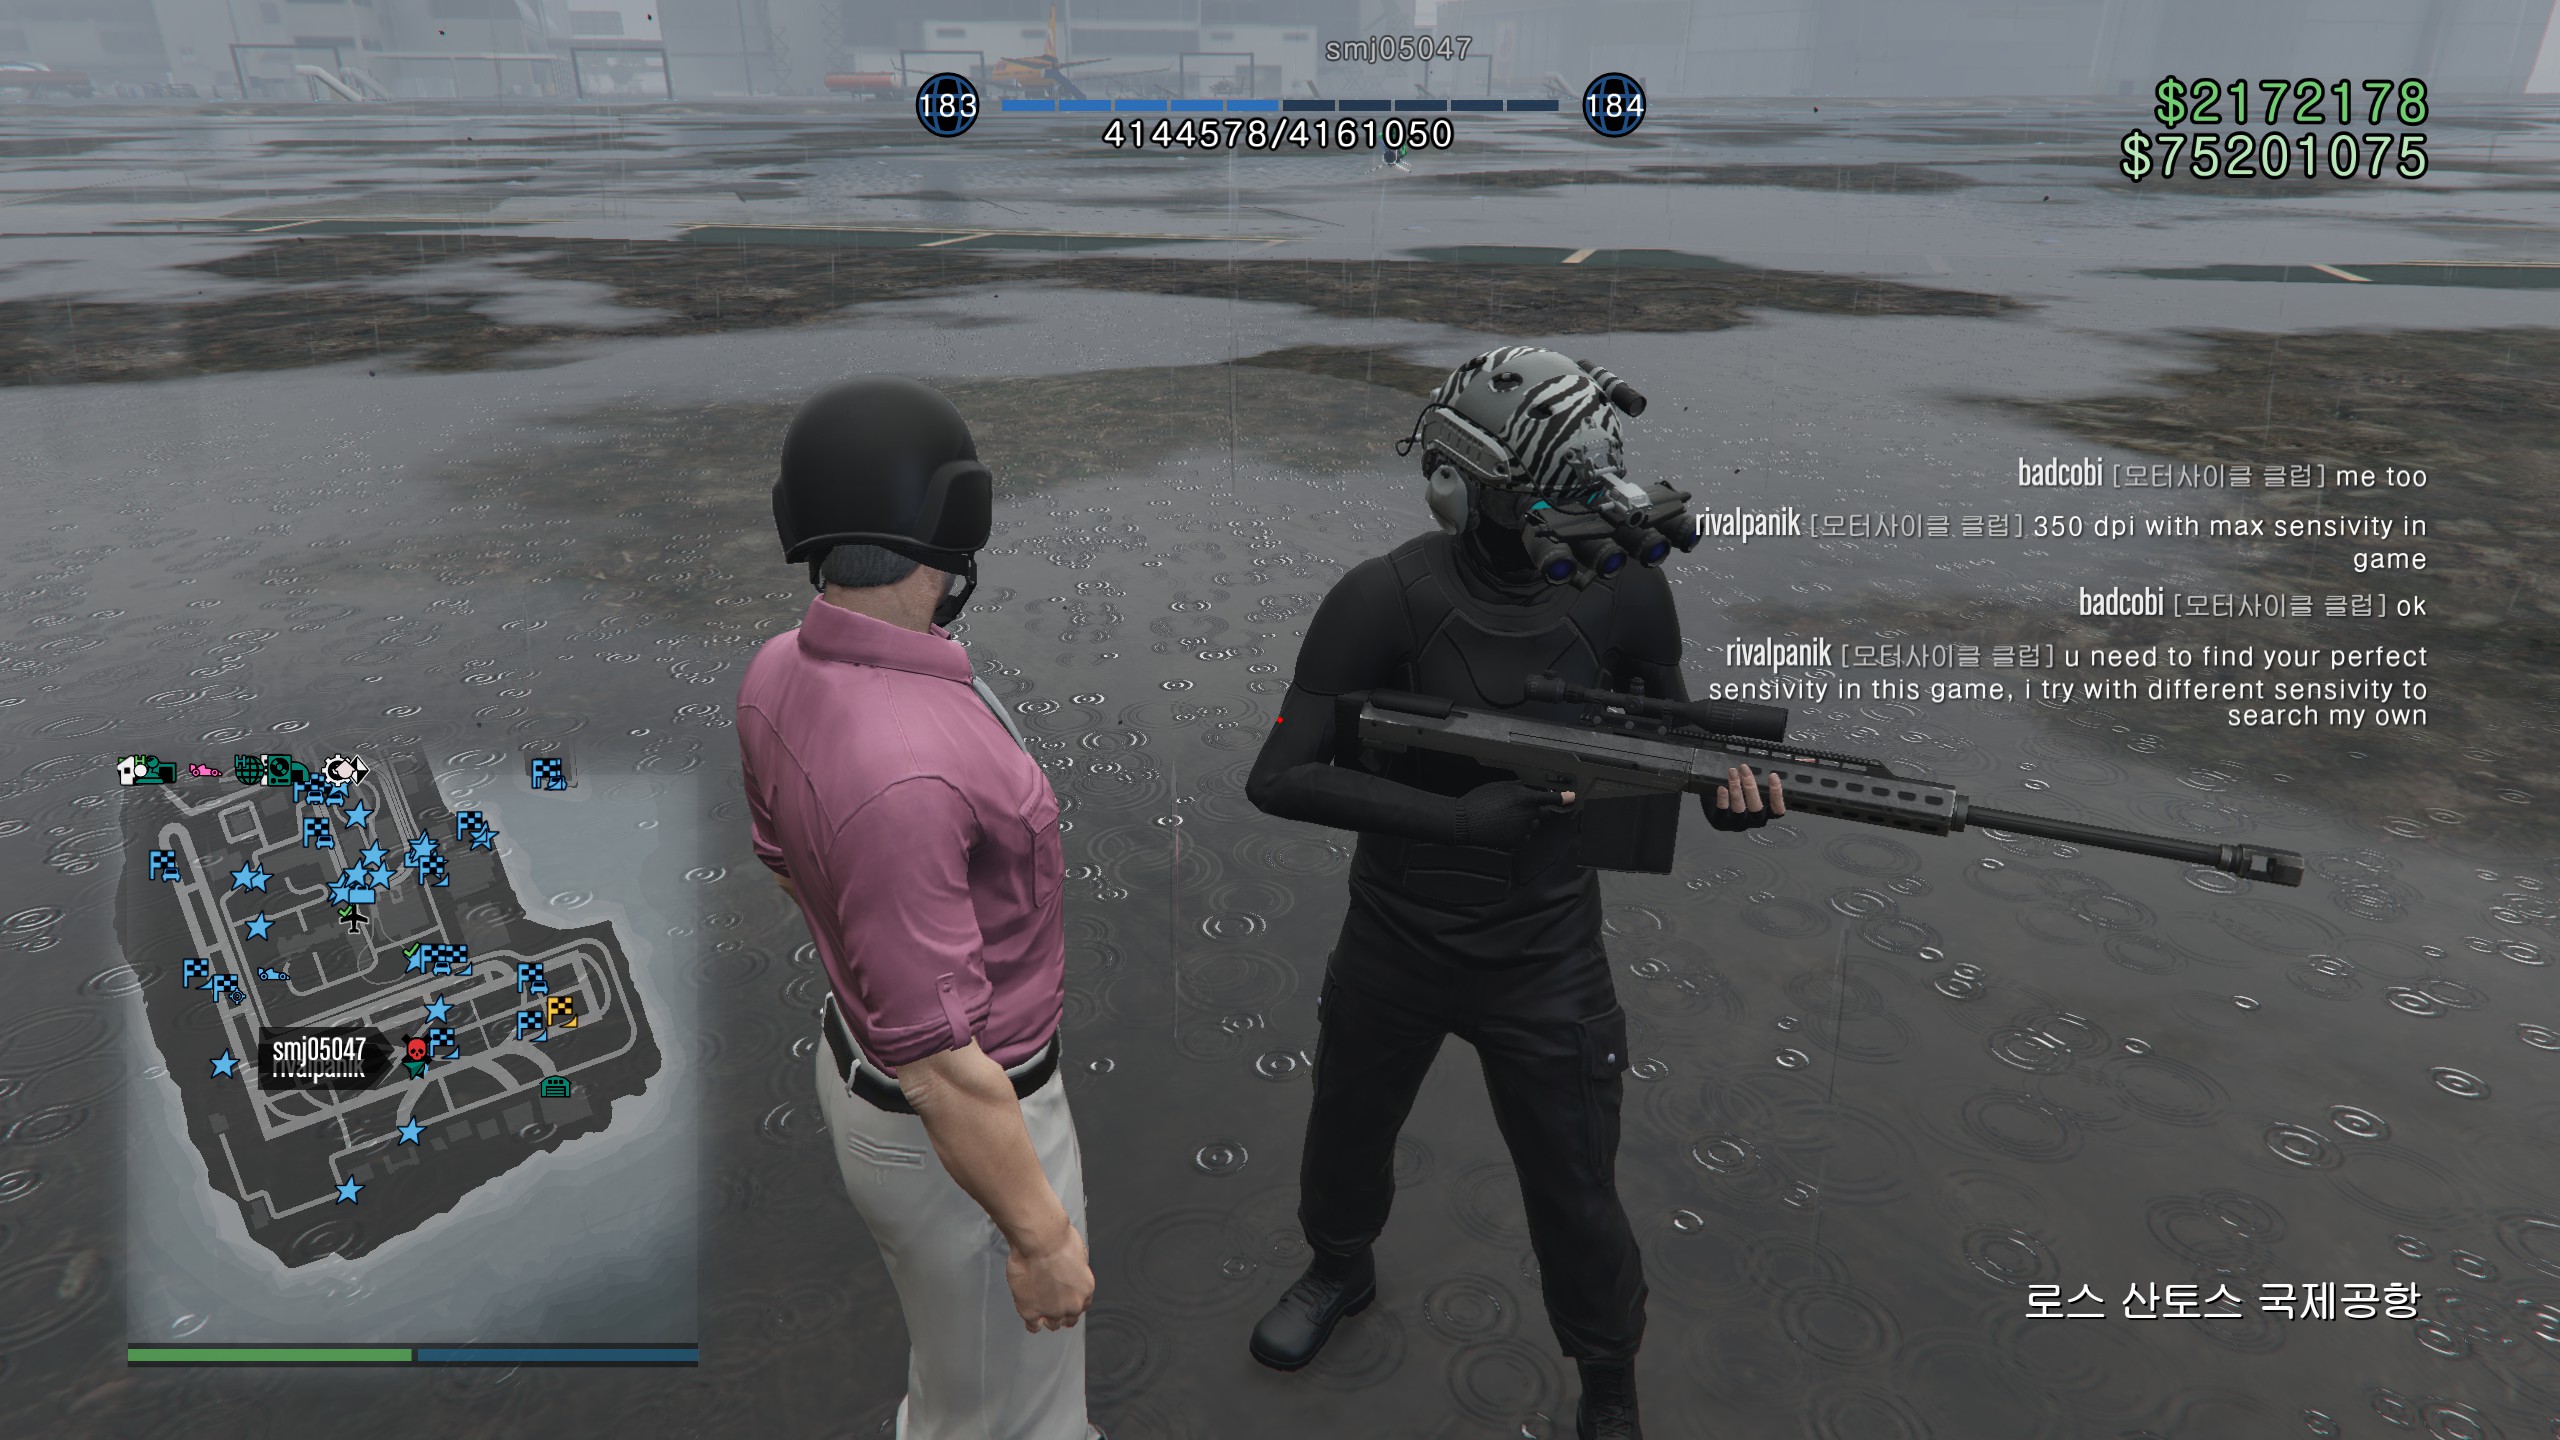 smj05047
183
184
4144578/4161050
$2172178
$75201075
badcobi [모터사이클 클럽] me too
rivalpanik [모터사이클 클럽] 350 dpi with max sensivity in
game
badcobi [모터사이클 클럽] ok
rivalpanik [모터사이클 클럽] u need to find your perfect
sensivity in this game, i try with different sensivity to
search my own
smj05047
rivalpanik
로스 산토스 국제공항